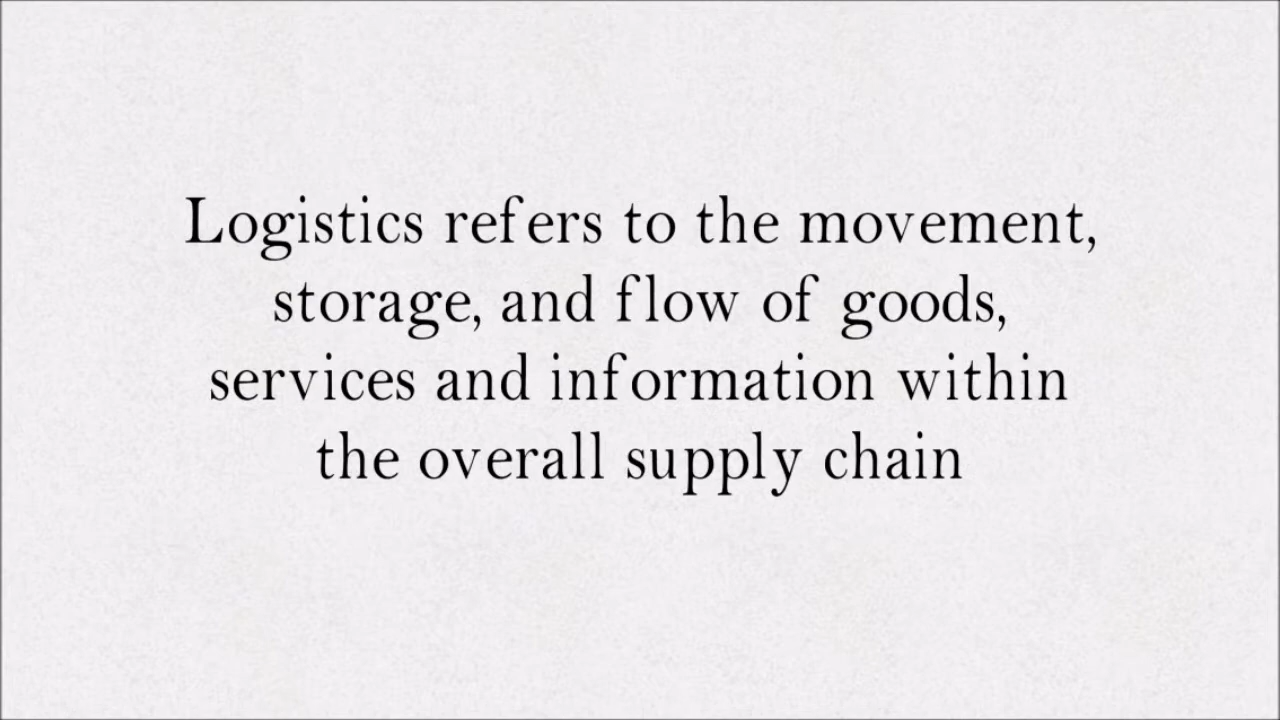 Logistics refers to the movement,
storage, and flow of goods,
services and information within
the overall supply chain